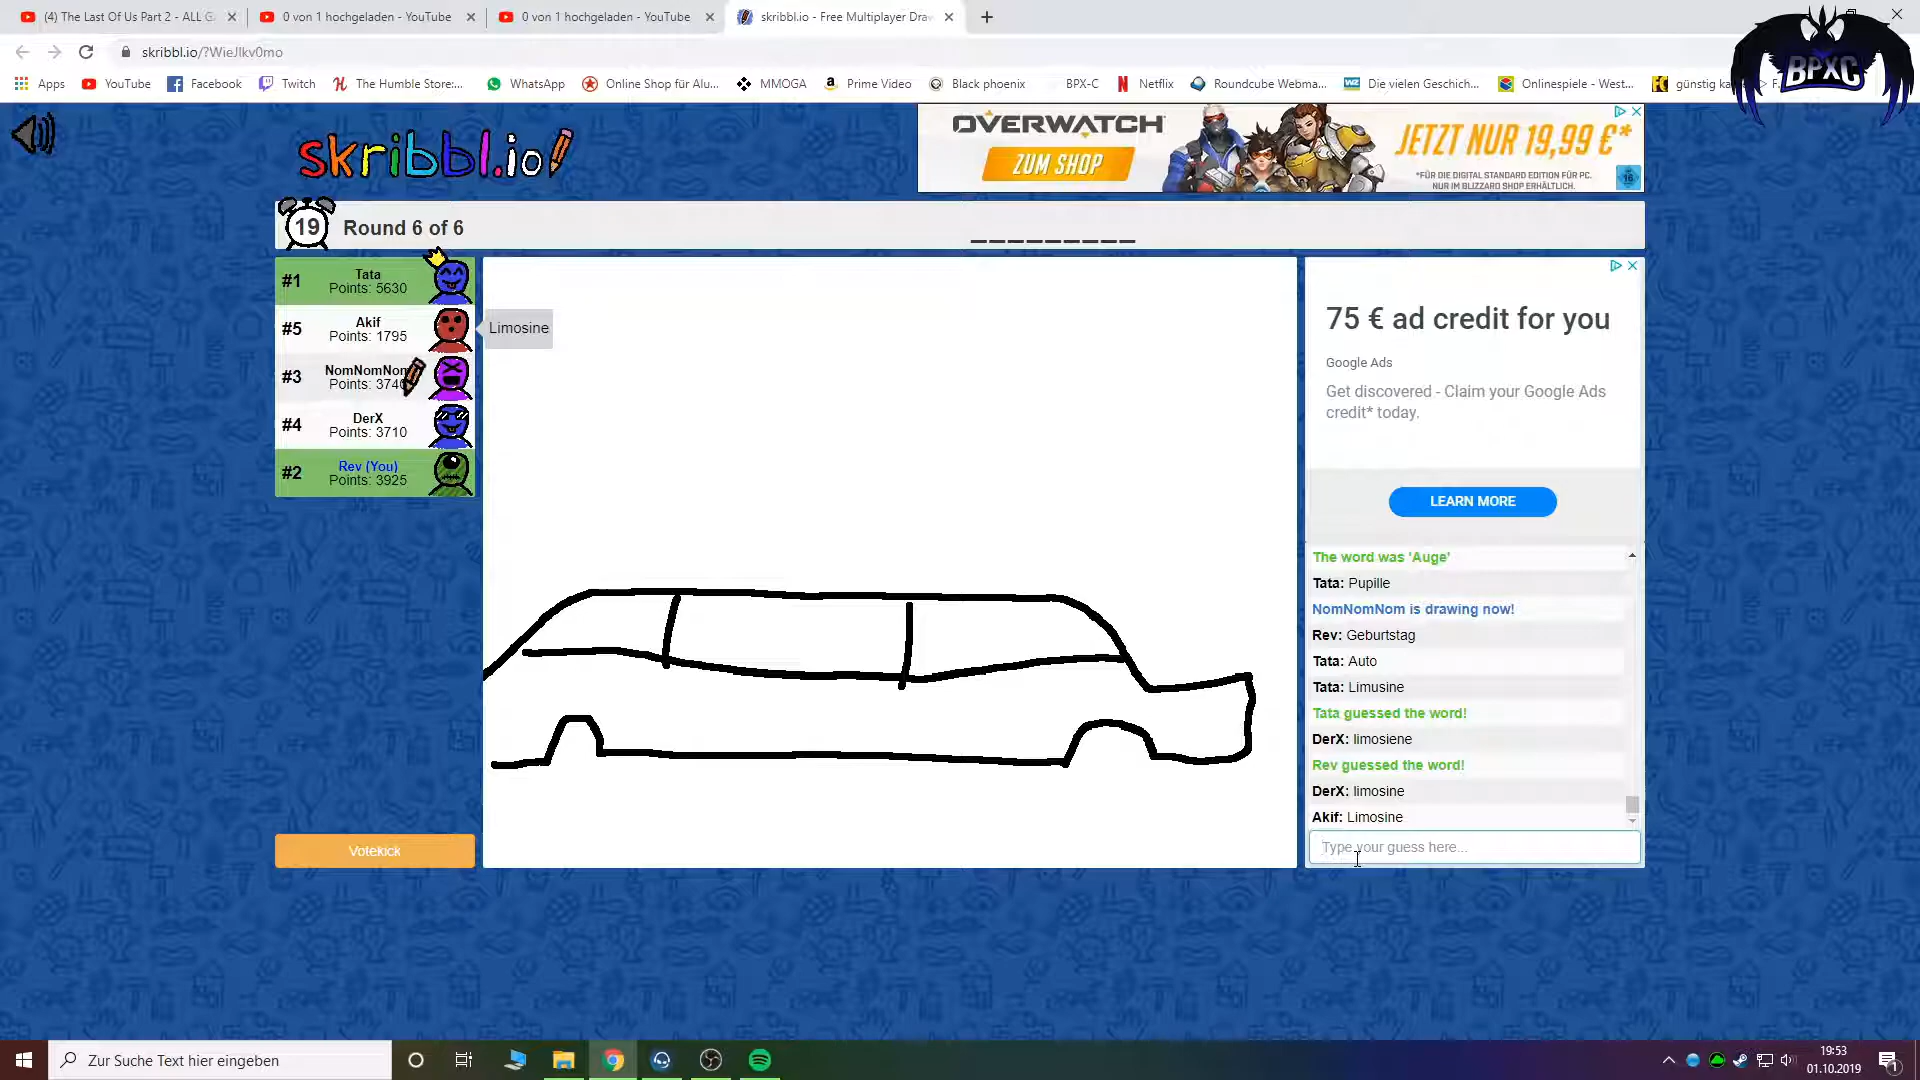 (4) The Last Of Us Part 2 - ALL G
0 von 1 hochgeladen - YouTube
0 von 1 hochgeladen - YouTube
skribbl.io - Free Multiplayer Draw
skribbl.io/?WieJlkv0mo
Apps
YouTube
Facebook
Twitch
The Humble Store:...
WhatsApp
Online Shop für Alu...
MMOGA
Prime Video
Black phoenix
BPX-C
Netflix
Roundcube Webma...
Die vielen Geschich...
Onlinespiele - West...
günstig ka
BPXC
skribbl.io
OVERWATCH
ZUM SHOP
JETZT NUR 19,99 €*
*FÜR DIE DIGITAL STANDARD EDITION FÜR PC.
NUR IM BLIZZARD SHOP ERHÄLTLICH.
16
19
Round 6 of 6
_________
#1
Tata
Points: 5630
#5
Akif
Points: 1795
Limosine
#3
NomNomNom
Points: 3740
#4
DerX
Points: 3710
#2
Rev (You)
Points: 3925
Votekick
75 € ad credit for you
Google Ads
Get discovered - Claim your Google Ads
credit* today.
LEARN MORE
The word was 'Auge'
Tata: Pupille
NomNomNom is drawing now!
Rev: Geburtstag
Tata: Auto
Tata: Limusine
Tata guessed the word!
DerX: limosiene
Rev guessed the word!
DerX: limosine
Akif: Limosine
Type your guess here...
Zur Suche Text hier eingeben
19:53
01.10.2019
1